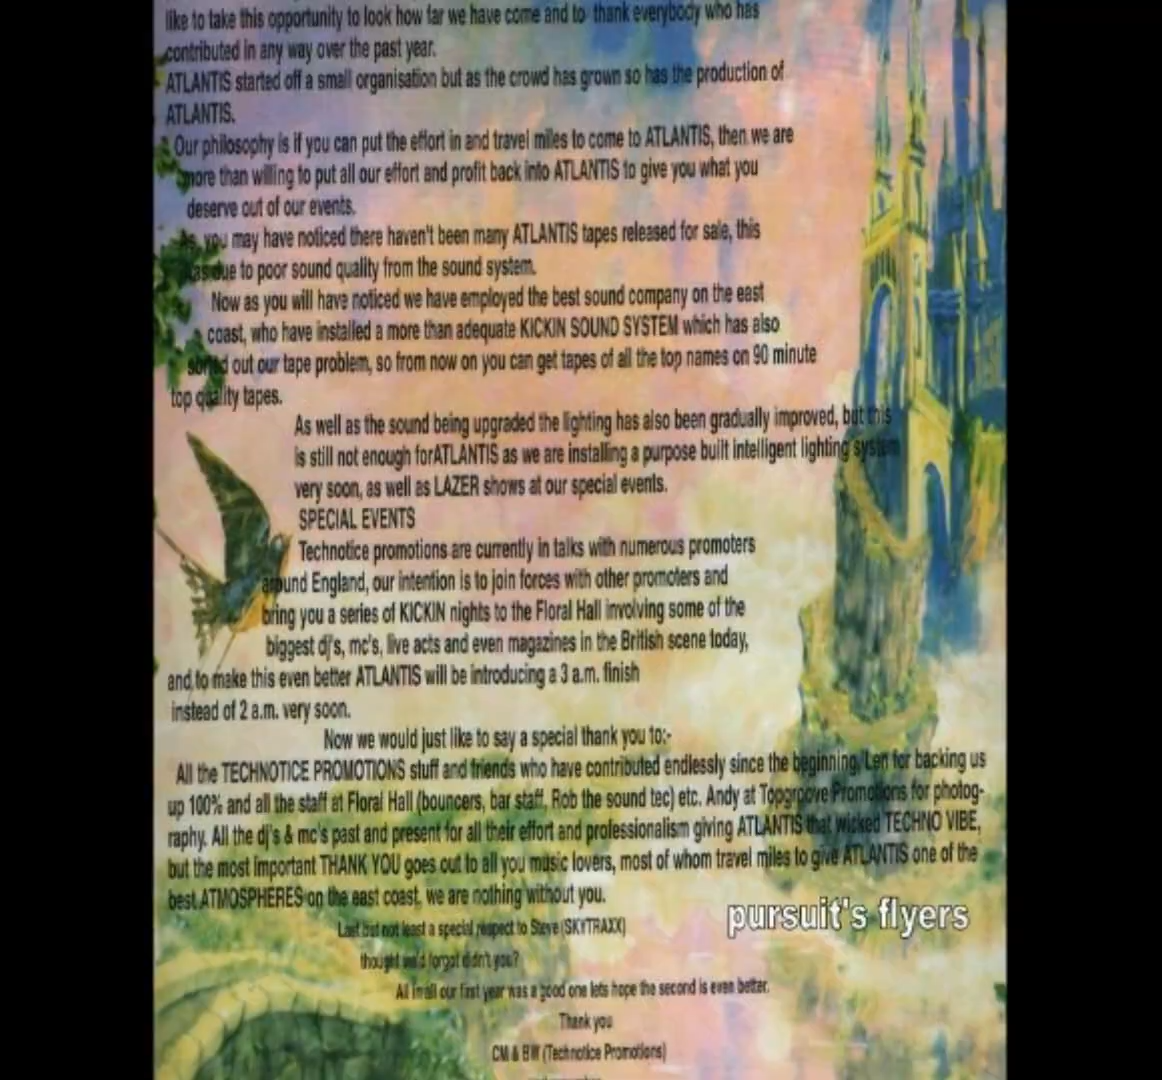 like to take this opportunity to look how far we have come and to thank everybody who has
contributed in any way over the past year.
ATLANTIS started off a small organisation but as the crowd has grown so has the production of
ATLANTIS.
Our philosophy is if you can put the effort in and travel miles to come to ATLANTIS, then we are
more than willing to put all our effort and profit back into ATLANTIS to give you what you
deserve out of our events.
As you may have noticed there haven't been many ATLANTIS tapes released for sale, this
was due to poor sound quality from the sound system.
Now as you will have noticed we have employed the best sound company on the east
coast, who have installed a more than adequate KICKIN SOUND SYSTEM which has also
sorted out our tape problem, so from now on you can get tapes of all the top names on 90 minute
top quality tapes.
As well as the sound being upgraded the lighting has also been gradually improved, but this
is still not enough forATLANTIS as we are installing a purpose built intelligent lighting system
very soon, as well as LAZER shows at our special events.
SPECIAL EVENTS
Technotice promotions are currently in talks with numerous promoters
around England, our intention is to join forces with other promoters and
bring you a series of KICKIN nights to the Floral Hall involving some of the
biggest dj's, mc's, live acts and even magazines in the British scene today,
and to make this even better ATLANTIS will be introducing a 3 a.m. finish
instead of 2 a.m. very soon.
Now we would just like to say a special thank you to:-
All the TECHNOTICE PROMOTIONS stuff and friends who have contributed endlessly since the beginning, Len for backing us
up 100% and all the staff at Floral Hall (bouncers, bar staff, Rob the sound tec) etc. Andy at Topgroove Promotions for photog-
raphy. All the dj's & mc's past and present for all their effort and professionalism giving ATLANTIS that wicked TECHNO VIBE,
but the most important THANK YOU goes out to all you music lovers, most of whom travel miles to give ATLANTIS one of the
best ATMOSPHERES on the east coast, we are nothing without you.
pursuit's flyers
Last but not least a special respect to Steve (SKYTRAXX)
thought we'd forgot didn't you?
All in all our first year was a good one lets hope the second is even better.
Thank you
CM & BW (Technotice Promotions)